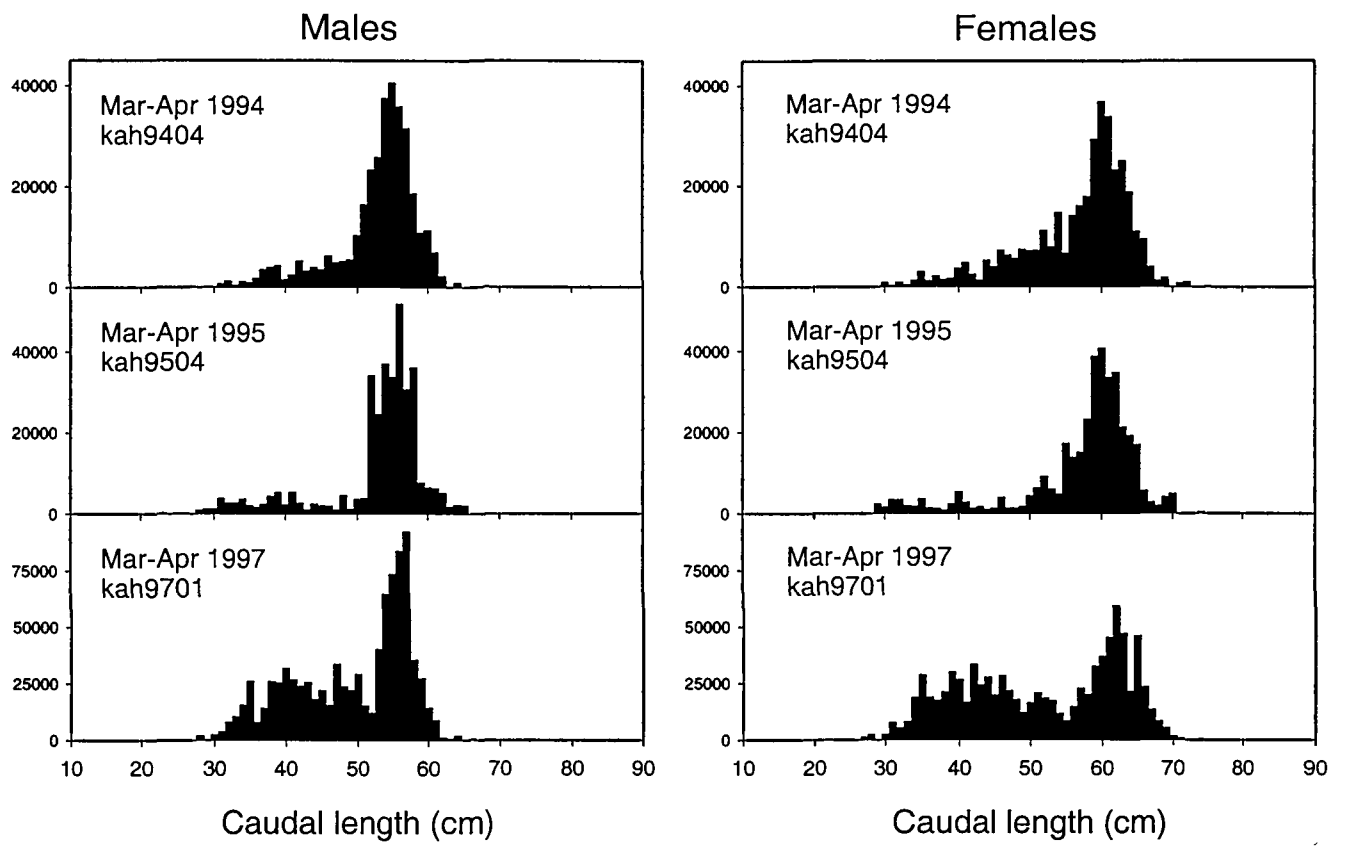 Males
Females
40000
20000
0
Mar-Apr 1994
kah9404
40000
20000
0
Mar-Apr 1994
kah9404
40000
20000
0
Mar-Apr 1995
kah9504
40000
20000
0
Mar-Apr 1995
kah9504
75000
50000
25000
0
Mar-Apr 1997
kah9701
75000
50000
25000
0
Mar-Apr 1997
kah9701
10 20 30 40 50 60 70 80 90
10 20 30 40 50 60 70 80 90
Caudal length (cm)
Caudal length (cm)